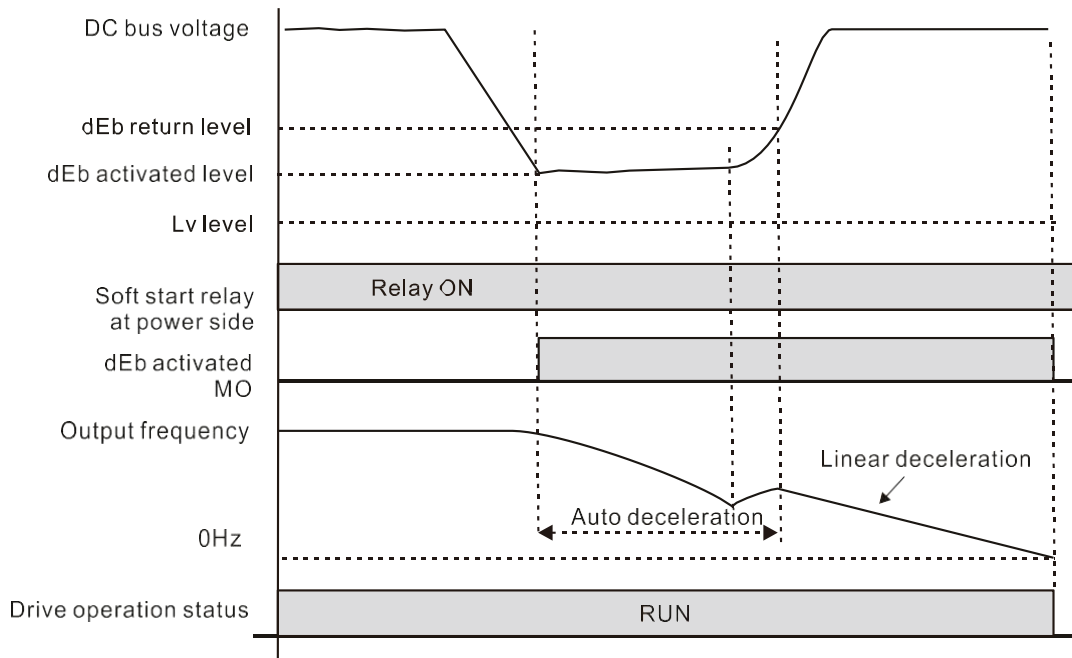 DC bus voltage
dEb return level
dEb activated level
Lv level
Soft start relay
at power side
Relay ON
dEb activated
MO
Output frequency
Linear deceleration
Auto deceleration
0Hz
Drive operation status
RUN